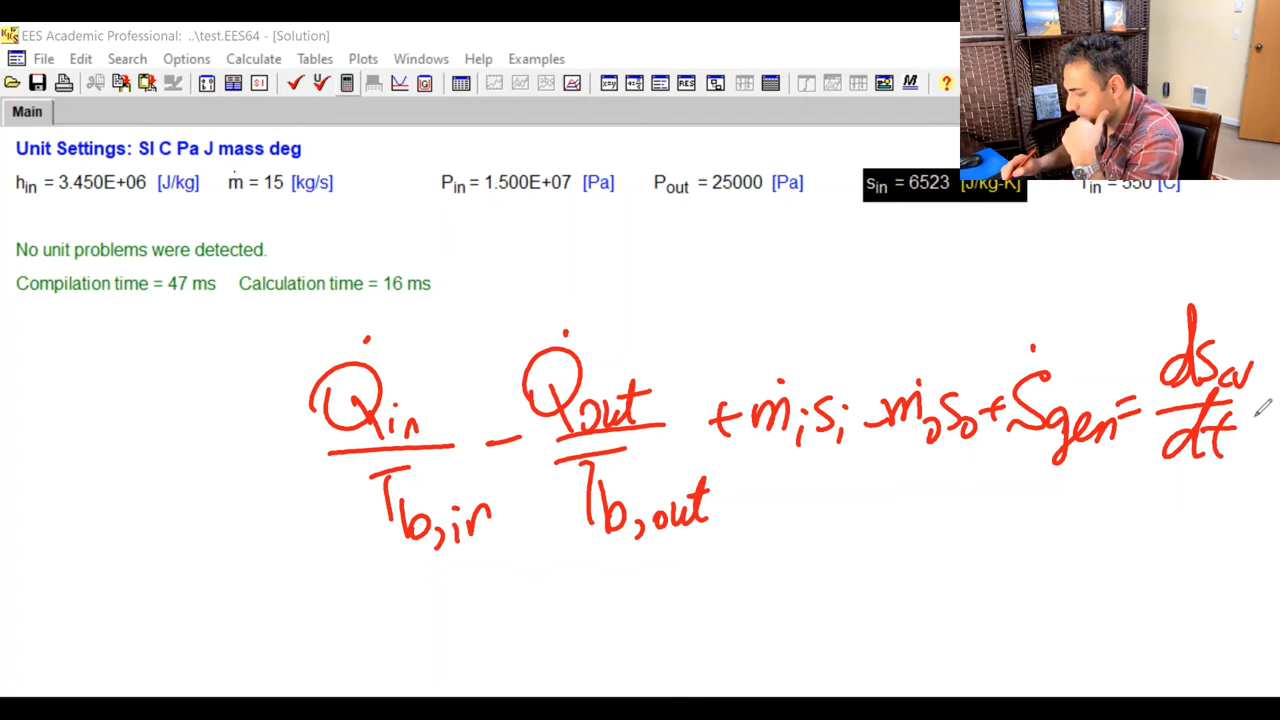 EES Academic Professional: ..\test.EES64 - [Solution]
File Edit Search Options Calculate Tables Plots Windows Help Examples
Main
Unit Settings: SI C Pa J mass deg
h_in = 3.450E+06 [J/kg] ṁ = 15 [kg/s] P_in = 1.500E+07 [Pa] P_out = 25000 [Pa] s_in = 6523 [J/kg-K] T_in = 550 [C]
No unit problems were detected.
Compilation time = 47 ms Calculation time = 16 ms
Q̇_in / T_b,in - Q̇_out / T_b,out + ṁ_i s_i - ṁ_o s_o + Ṡ_gen = ds_cv / dt